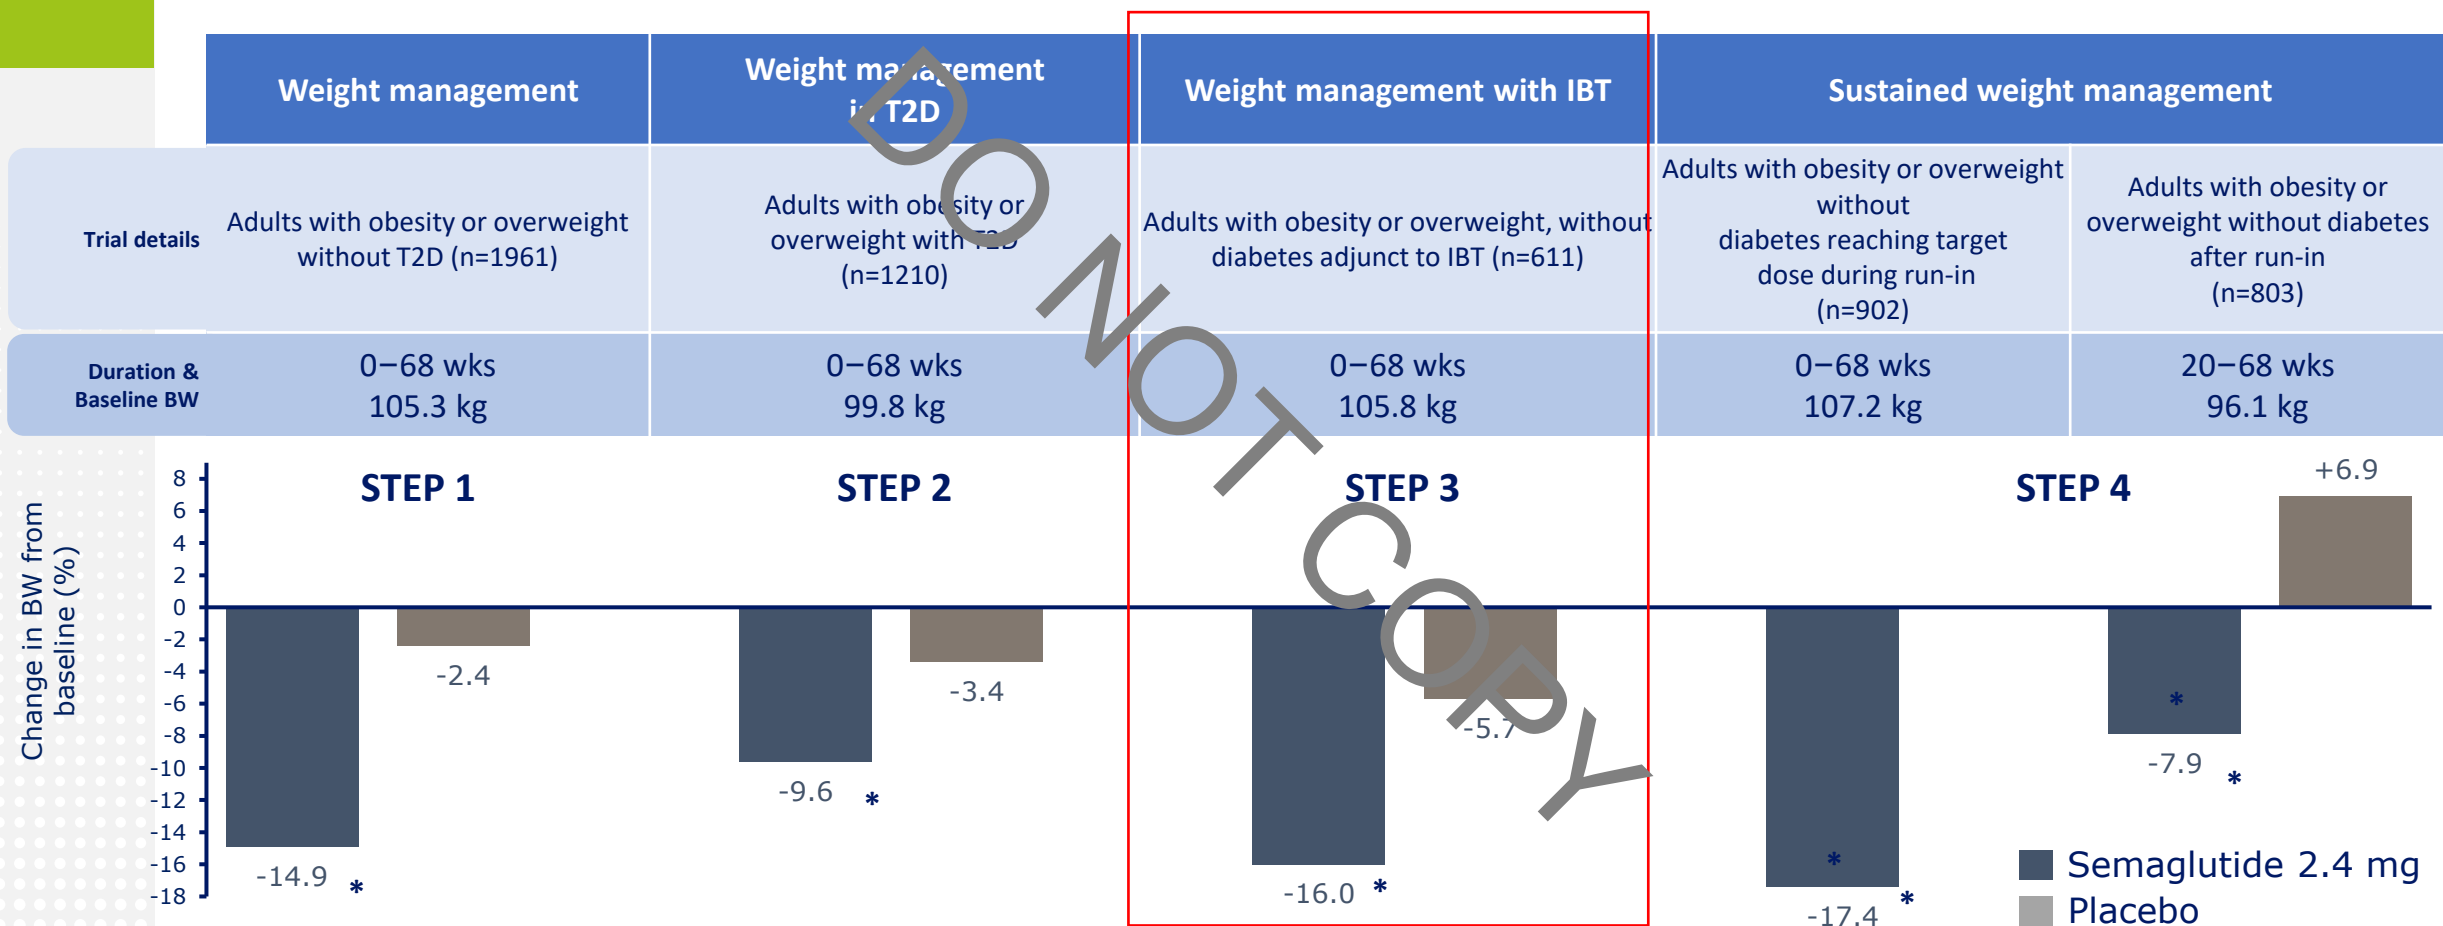 Weight management
Weight management
in T2D
Weight management with IBT
Sustained weight management
Trial details
Adults with obesity or overweight
without T2D (n=1961)
Adults with obesity or
overweight with T2D
(n=1210)
Adults with obesity or overweight, without
diabetes adjunct to IBT (n=611)
Adults with obesity or overweight
without
diabetes reaching target
dose during run-in
(n=902)
Adults with obesity or
overweight without diabetes
after run-in
(n=803)
Duration &
Baseline BW
0–68 wks
105.3 kg
0–68 wks
99.8 kg
0–68 wks
105.8 kg
0–68 wks
107.2 kg
20–68 wks
96.1 kg
Change in BW from
baseline (%)
8
6
4
2
0
-2
-4
-6
-8
-10
-12
-14
-16
-18
STEP 1
-14.9 *
-2.4
STEP 2
-9.6 *
-3.4
STEP 3
-16.0 *
-5.7
STEP 4
*
-17.4 *
*
-7.9 *
+6.9
Semaglutide 2.4 mg
Placebo
DO NOT COPY